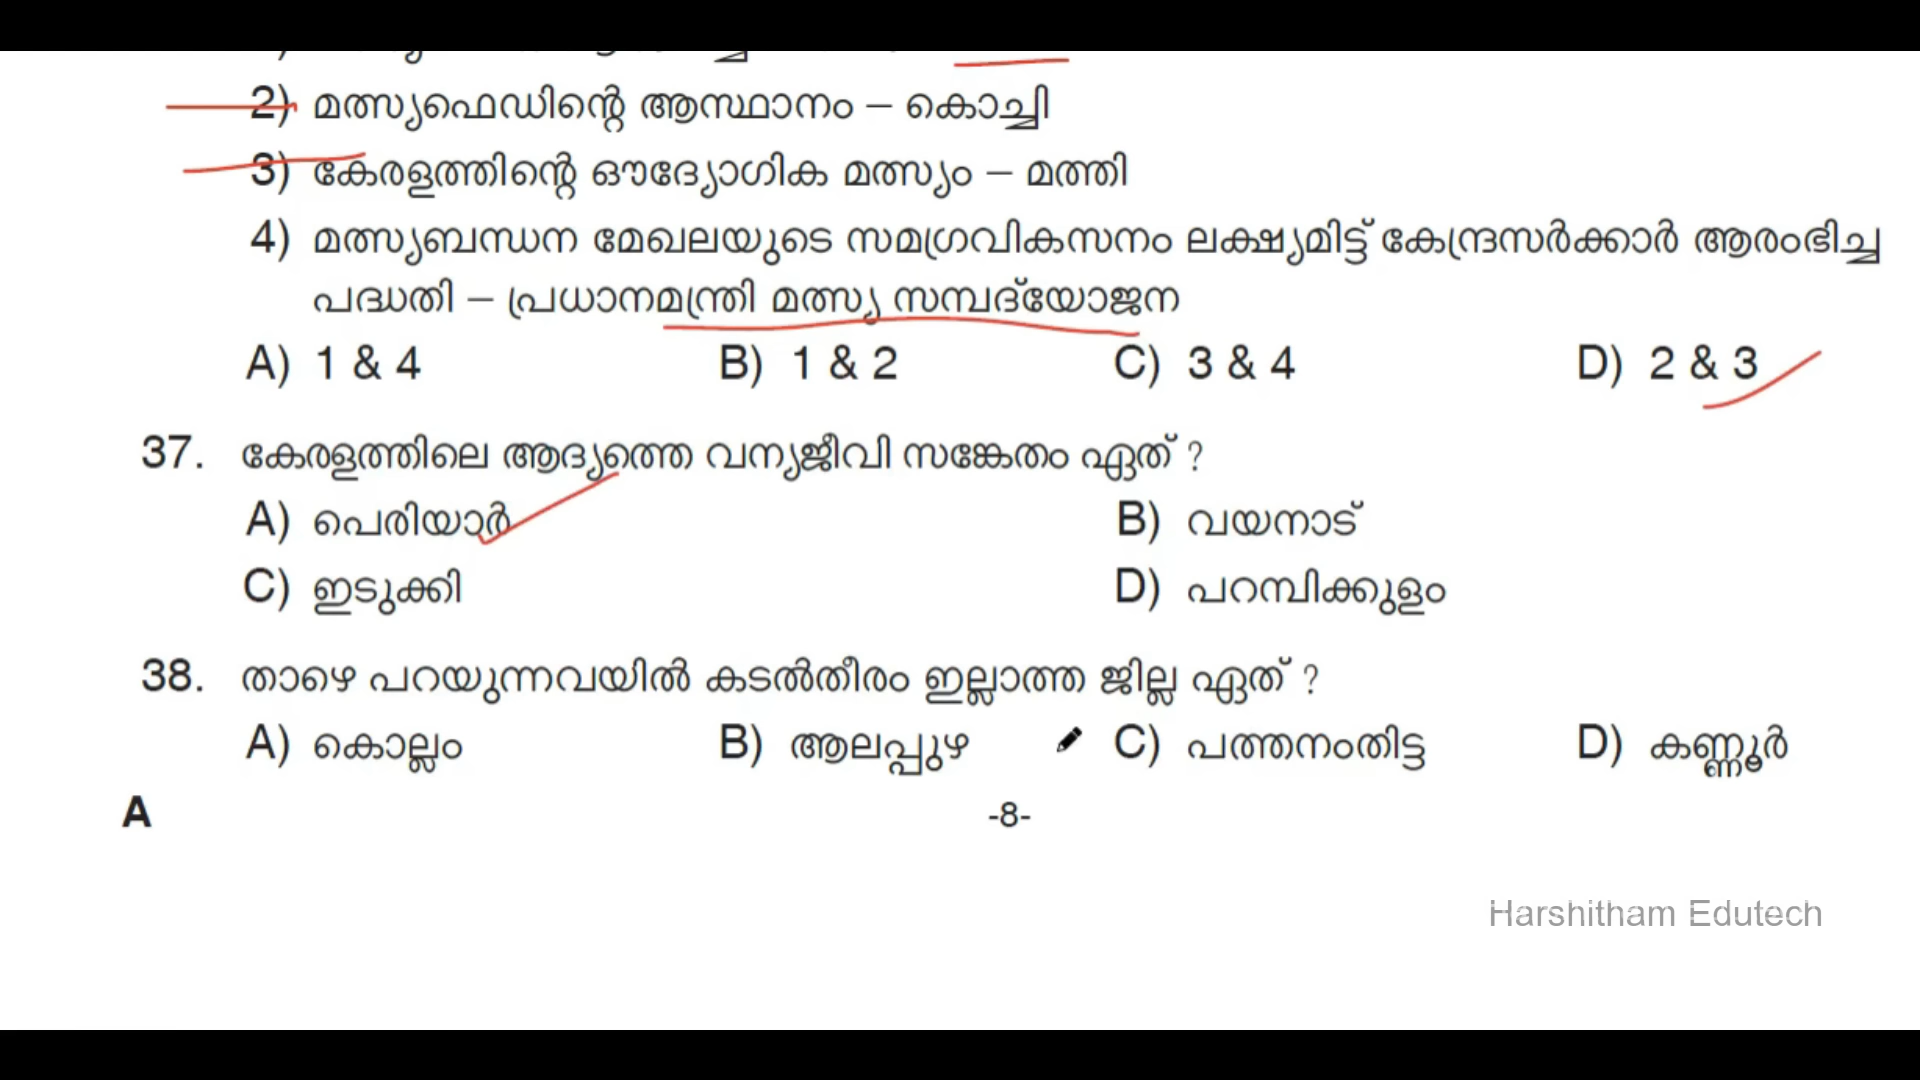 2) മത്സ്യഫെഡിന്റെ ആസ്ഥാനം – കൊച്ചി
3) കേരളത്തിന്റെ ഔദ്യോഗിക മത്സ്യം – മത്തി
4) മത്സ്യബന്ധന മേഖലയുടെ സമഗ്രവികസനം ലക്ഷ്യമിട്ട് കേന്ദ്രസർക്കാർ ആരംഭിച്ച
പദ്ധതി – പ്രധാനമന്ത്രി മത്സ്യ സമ്പദ്‌യോജന
A) 1 & 4 B) 1 & 2 C) 3 & 4 D) 2 & 3
37. കേരളത്തിലെ ആദ്യത്തെ വന്യജീവി സങ്കേതം ഏത് ?
A) പെരിയാർ B) വയനാട്
C) ഇടുക്കി D) പറമ്പിക്കുളം
38. താഴെ പറയുന്നവയിൽ കടൽതീരം ഇല്ലാത്ത ജില്ല ഏത് ?
A) കൊല്ലം B) ആലപ്പുഴ C) പത്തനംതിട്ട D) കണ്ണൂർ
A -8-
Harshitham Edutech